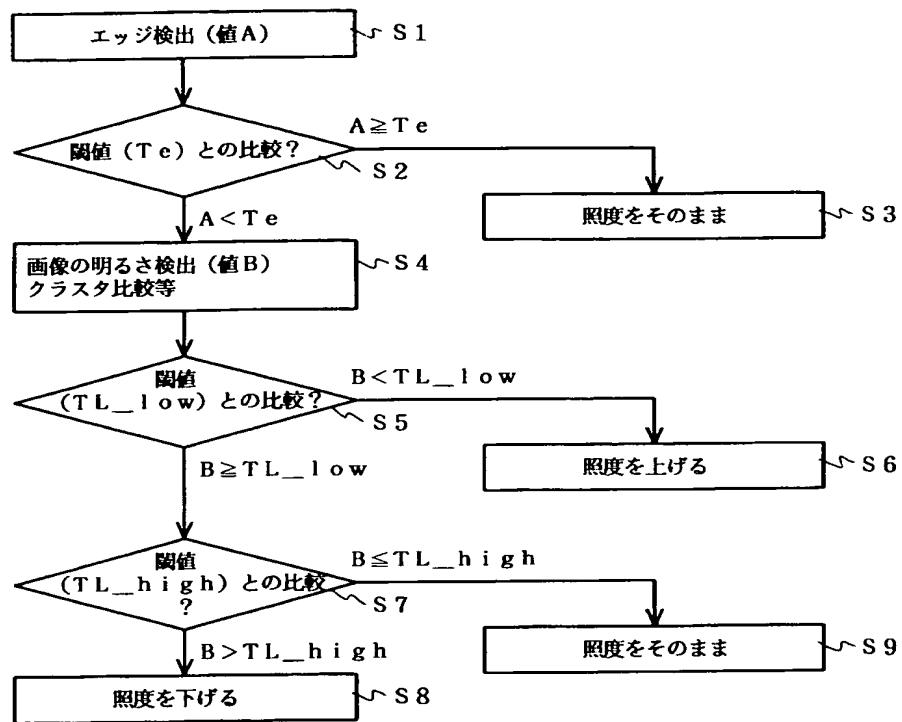 エッジ検出（値A）
S1
A≧Te
閾値（Te）との比較？
S2
照度をそのまま
S3
A＜Te
画像の明るさ検出（値B）
クラスタ比較等
S4
閾値
（TL_low）との比較？
B＜TL_low
S5
B≧TL_low
照度を上げる
S6
閾値
（TL_high）との比較
？
B≦TL_high
S7
B＞TL_high
照度をそのまま
S9
照度を下げる
S8